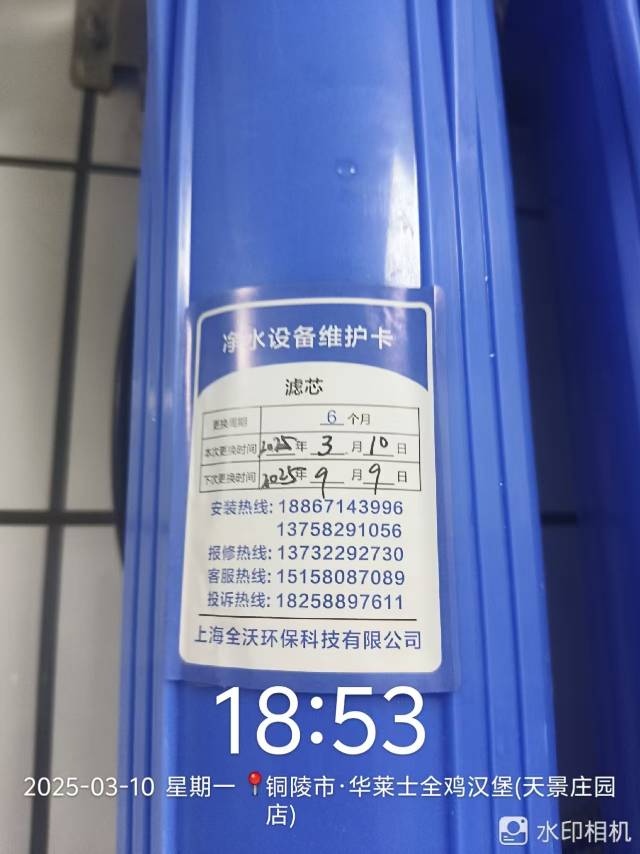 净水设备维护卡
滤芯
更换周期 6 个月
本次更换时间 2025 年 3 月 10 日
下次更换时间 2025 年 9 月 9 日
安装热线: 18867143996
13758291056
报修热线: 13732292730
客服热线: 15158087089
投诉热线: 18258897611
上海全沃环保科技有限公司
18:53
2025-03-10 星期一 铜陵市·华莱士全鸡汉堡(天景庄园
店)
水印相机